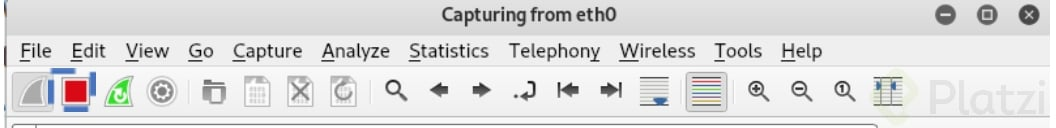 Capturing from eth0
File Edit View Go Capture Analyze Statistics Telephony Wireless Tools Help
Platzi